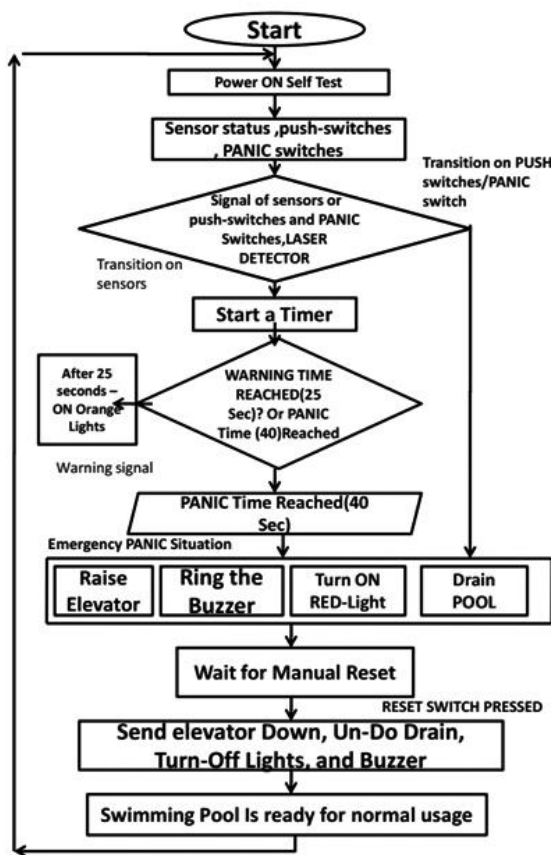 Start
Power ON Self Test
Sensor status ,push-switches
, PANIC switches
Transition on PUSH
switches/PANIC
switch
Signal of sensors or
push-switches and PANIC
Switches,LASER
DETECTOR
Transition on
sensors
Start a Timer
After 25
seconds –
ON Orange
Lights
WARNING TIME
REACHED(25
Sec)? Or PANIC
Time (40)Reached
Warning signal
PANIC Time Reached(40
Sec)
Emergency PANIC Situation
Raise
Elevator
Ring the
Buzzer
Turn ON
RED-Light
Drain
POOL
Wait for Manual Reset
RESET SWITCH PRESSED
Send elevator Down, Un-Do Drain,
Turn-Off Lights, and Buzzer
Swimming Pool Is ready for normal usage